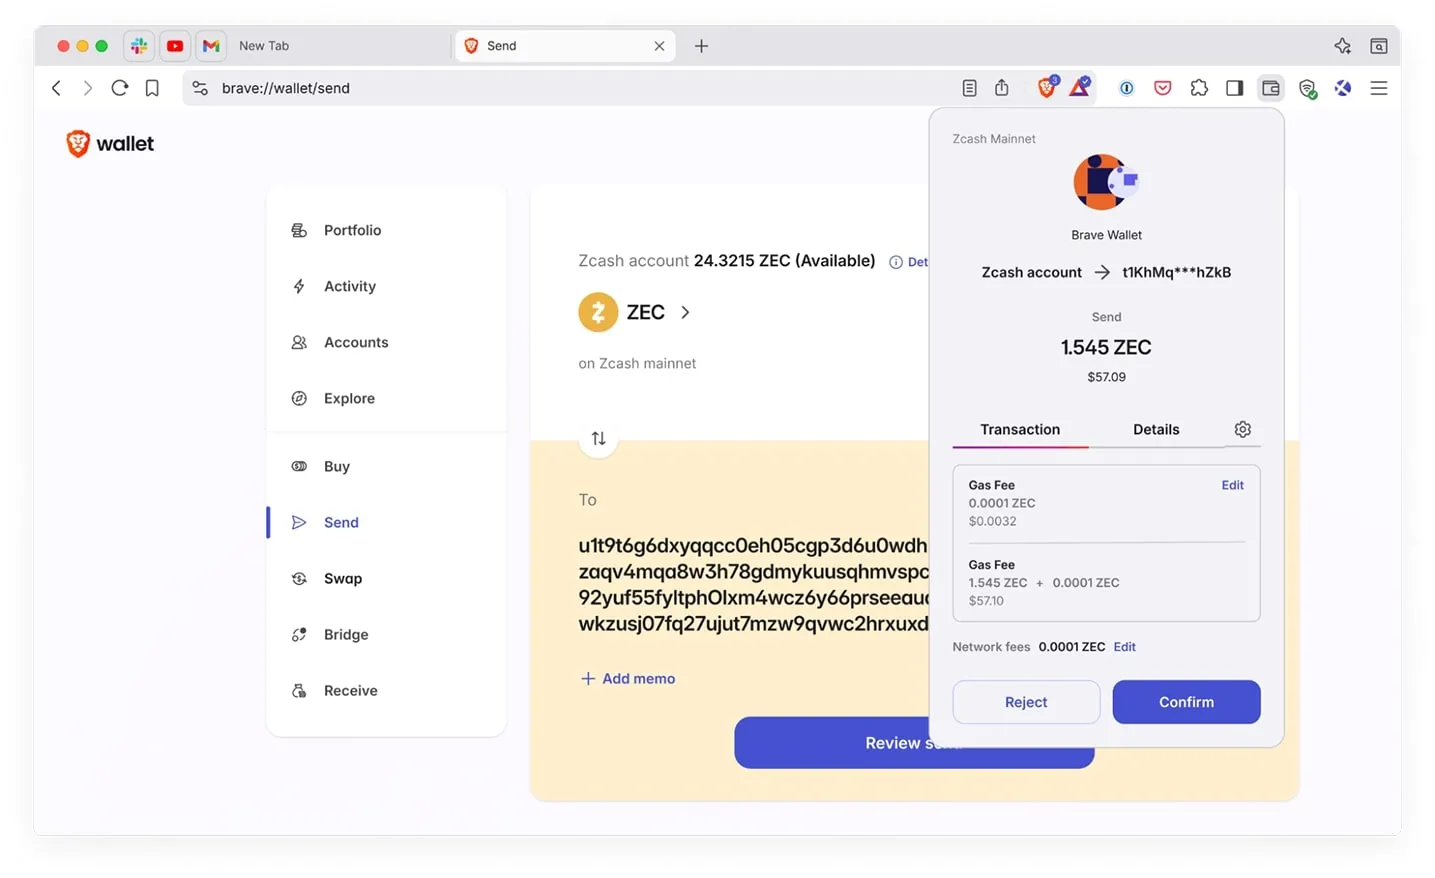 New Tab
Send
brave://wallet/send
3
wallet
Portfolio
Activity
Accounts
Explore
Buy
Send
Swap
Bridge
Receive
Zcash account 24.3215 ZEC (Available)
Det
ZEC
on Zcash mainnet
To
u1t9t6g6dxyqqcc0eh05cgp3d6u0wdh
zaqv4mqa8w3h78gdmykuusqhmvspc
92yuf55fyltphOlxm4wcz6y66prseeauc
wkzusj07fq27ujut7mzw9qvwc2hrxuxd
Add memo
Review send
Zcash Mainnet
Brave Wallet
Zcash account → t1KhMq***hZkB
Send
1.545 ZEC
$57.09
Transaction Details
Gas Fee Edit
0.0001 ZEC
$0.0032
Gas Fee
1.545 ZEC + 0.0001 ZEC
$57.10
Network fees 0.0001 ZEC Edit
Reject Confirm